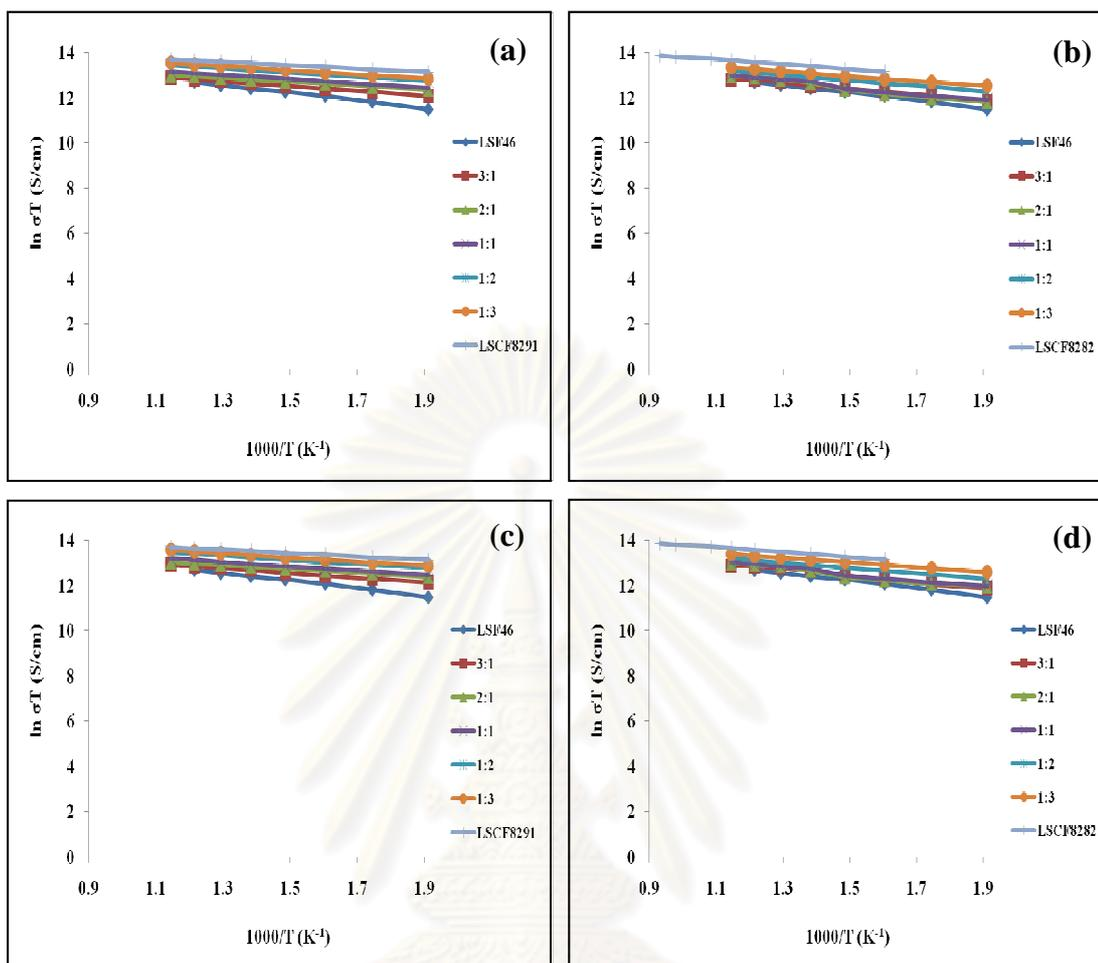 (a)
14
12
10
8
6
4
2
0
ln σT (S/cm)
0.9 1.1 1.3 1.5 1.7 1.9
1000/T (K-1)
LSF46
3:1
2:1
1:1
1:2
1:3
LSCF8291
(b)
14
12
10
8
6
4
2
0
ln σT (S/cm)
0.9 1.1 1.3 1.5 1.7 1.9
1000/T (K-1)
LSF46
3:1
2:1
1:1
1:2
1:3
LSCF8282
(c)
14
12
10
8
6
4
2
0
ln σT (S/cm)
0.9 1.1 1.3 1.5 1.7 1.9
1000/T (K-1)
LSF46
3:1
2:1
1:1
1:2
1:3
LSCF8291
(d)
14
12
10
8
6
4
2
0
ln σT (S/cm)
0.9 1.1 1.3 1.5 1.7 1.9
1000/T (K-1)
LSF46
3:1
2:1
1:1
1:2
1:3
LSCF8282